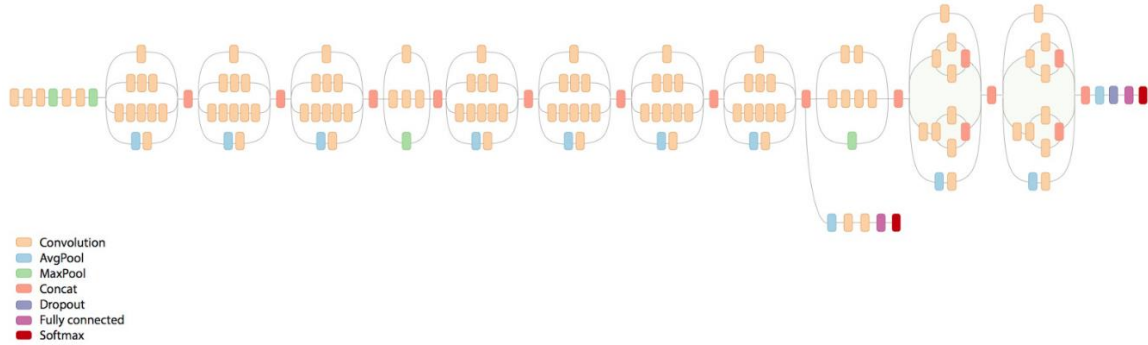 Convolution
AvgPool
MaxPool
Concat
Dropout
Fully connected
Softmax